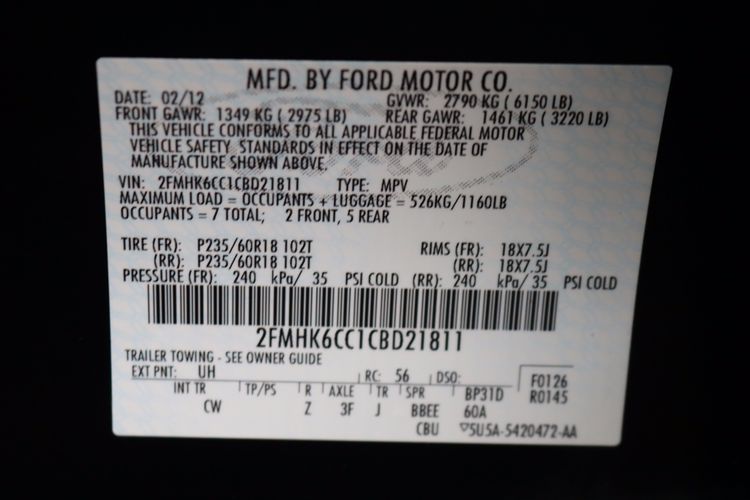 MFD. BY FORD MOTOR CO.
DATE: 02/12 GVWR: 2790 KG ( 6150 LB)
FRONT GAWR: 1349 KG ( 2975 LB) REAR GAWR: 1461 KG ( 3220 LB)
THIS VEHICLE CONFORMS TO ALL APPLICABLE FEDERAL MOTOR
VEHICLE SAFETY STANDARDS IN EFFECT ON THE DATE OF
MANUFACTURE SHOWN ABOVE.
VIN: 2FMHK6CC1CBD21811 TYPE: MPV
MAXIMUM LOAD = OCCUPANTS + LUGGAGE = 526KG/1160LB
OCCUPANTS = 7 TOTAL; 2 FRONT, 5 REAR
TIRE (FR): P235/60R18 102T RIMS (FR): 18X7.5J
(RR): P235/60R18 102T (RR): 18X7.5J
PRESSURE (FR): 240 kPa/ 35 PSI COLD (RR): 240 kPa/ 35 PSI COLD
2FMHK6CC1CBD21811
TRAILER TOWING - SEE OWNER GUIDE
EXT PNT: UH RC: 56 DSO: F0126
INT TR TP/PS R AXLE TR SPR BP31D R0145
CW Z 3F J BBEE 60A
CBU 5U5A-5420472-AA